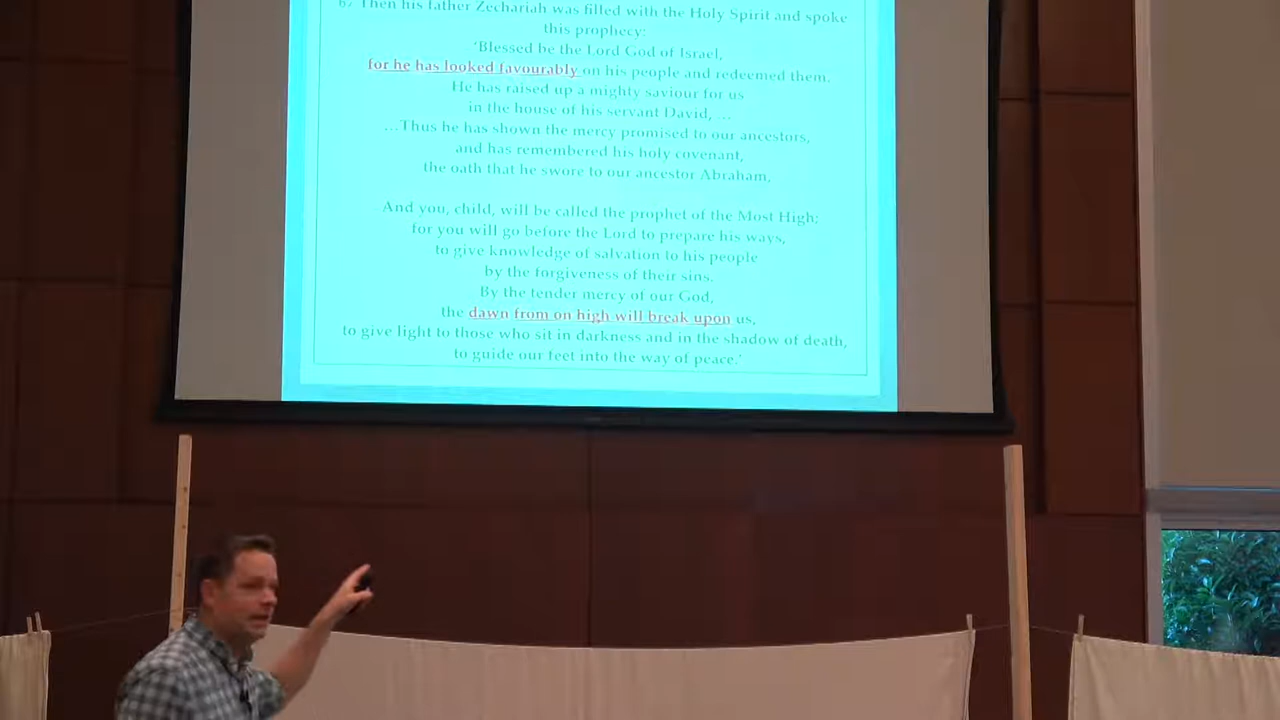 67 Then his father Zechariah was filled with the Holy Spirit and spoke
this prophecy:
‘Blessed be the Lord God of Israel,
for he has looked favourably on his people and redeemed them.
He has raised up a mighty saviour for us
in the house of his servant David, …
…Thus he has shown the mercy promised to our ancestors,
and has remembered his holy covenant,
the oath that he swore to our ancestor Abraham,
And you, child, will be called the prophet of the Most High;
for you will go before the Lord to prepare his ways,
to give knowledge of salvation to his people
by the forgiveness of their sins.
By the tender mercy of our God,
the dawn from on high will break upon us,
to give light to those who sit in darkness and in the shadow of death,
to guide our feet into the way of peace.’